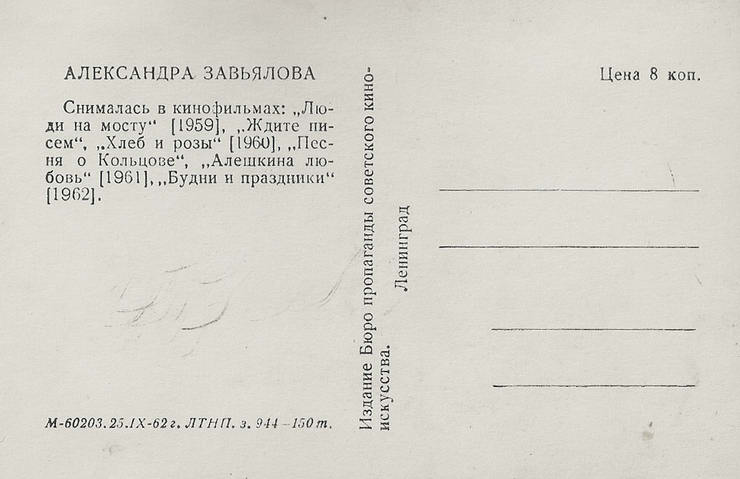 АЛЕКСАНДРА ЗАВЬЯЛОВА
Снималась в кинофильмах: „Лю-
ди на мосту“ [1959], „Ждите пи-
сем“, „Хлеб и розы“ [1960], „Пес-
ня о Кольцове“, „Алешкина лю-
бовь“ [1961], „Будни и праздники“
[1962].
М-60203. 25.IX-62 г. ЛТНП. з. 944 – 150 т.
Издание Бюро пропаганды советского кино-
искусства.
Ленинград
Цена 8 коп.